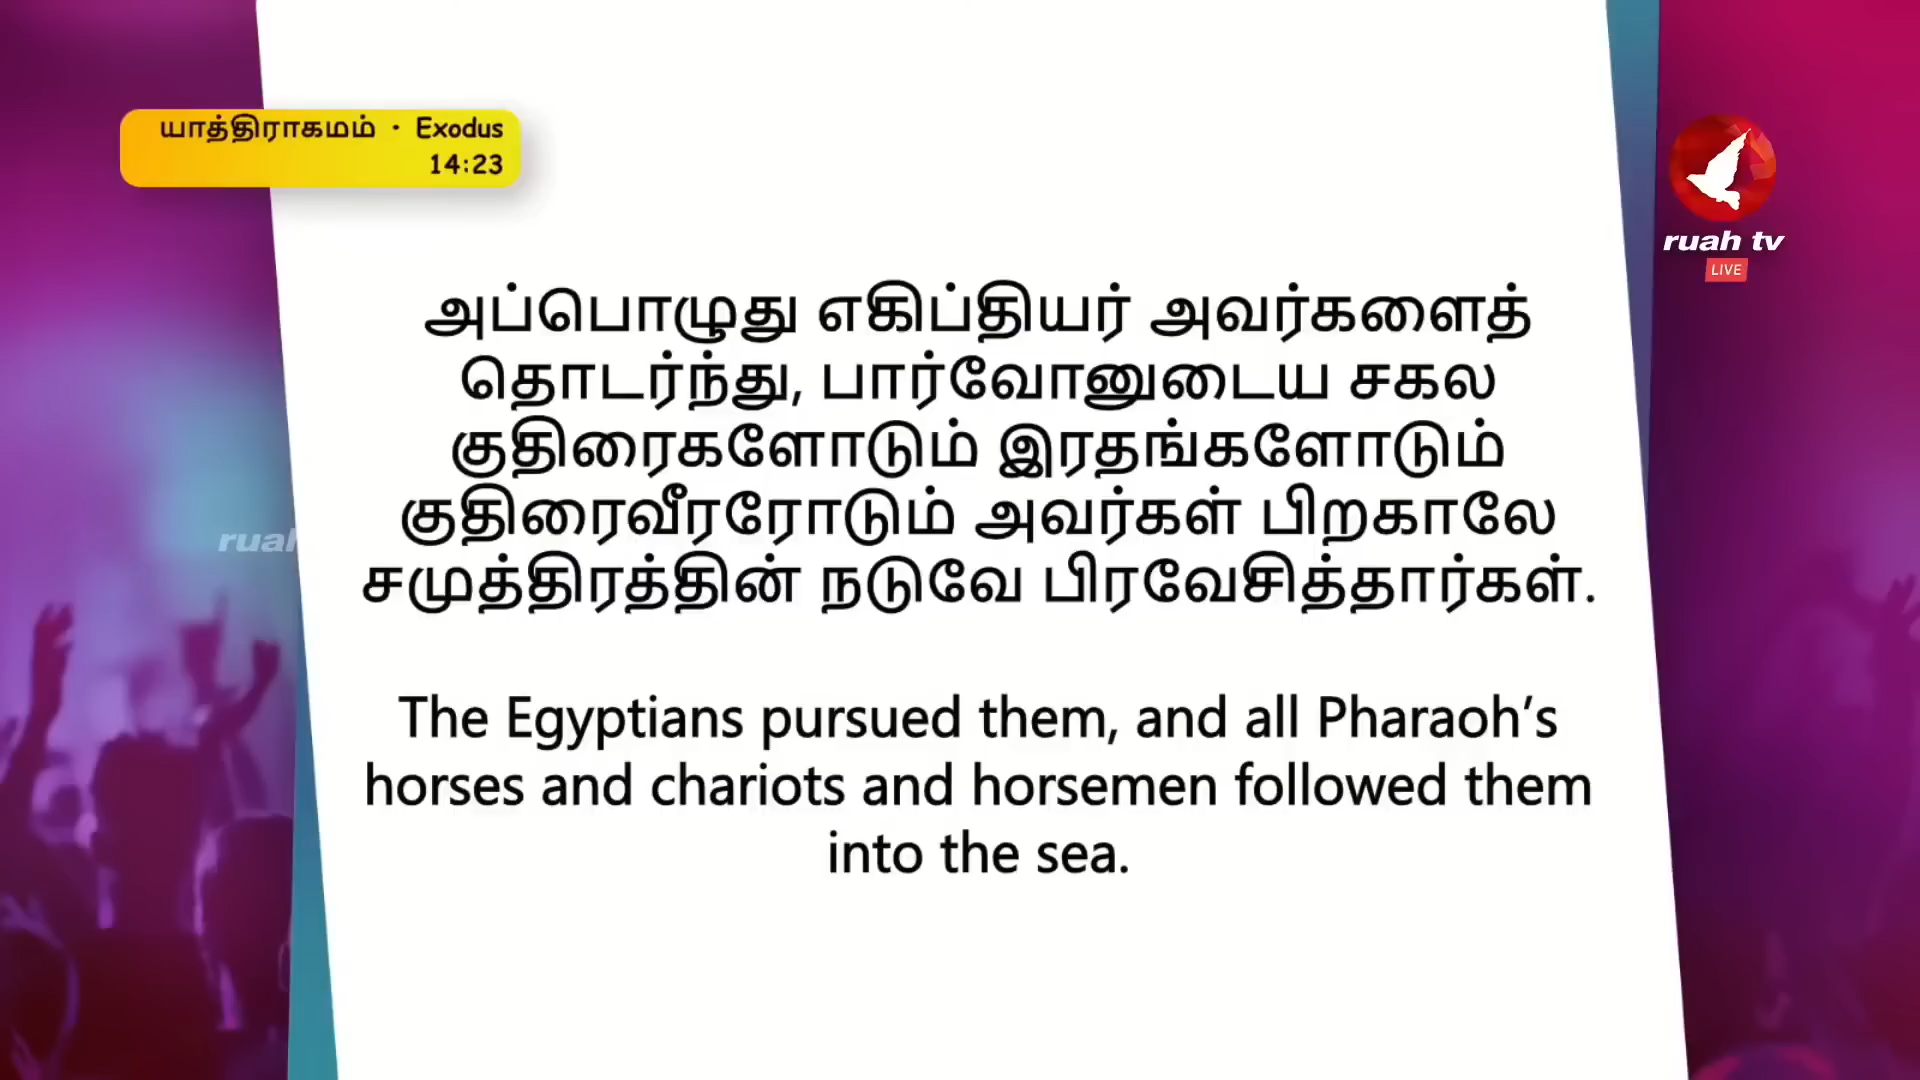 யாத்திராகமம் · Exodus
14:23
ruah tv
LIVE
அப்பொழுது எகிப்தியர் அவர்களைத்
தொடர்ந்து, பார்வோனுடைய சகல
குதிரைகளோடும் இரதங்களோடும்
குதிரைவீரரோடும் அவர்கள் பிறகாலே
சமுத்திரத்தின் நடுவே பிரவேசித்தார்கள்.
ruah
The Egyptians pursued them, and all Pharaoh’s
horses and chariots and horsemen followed them
into the sea.